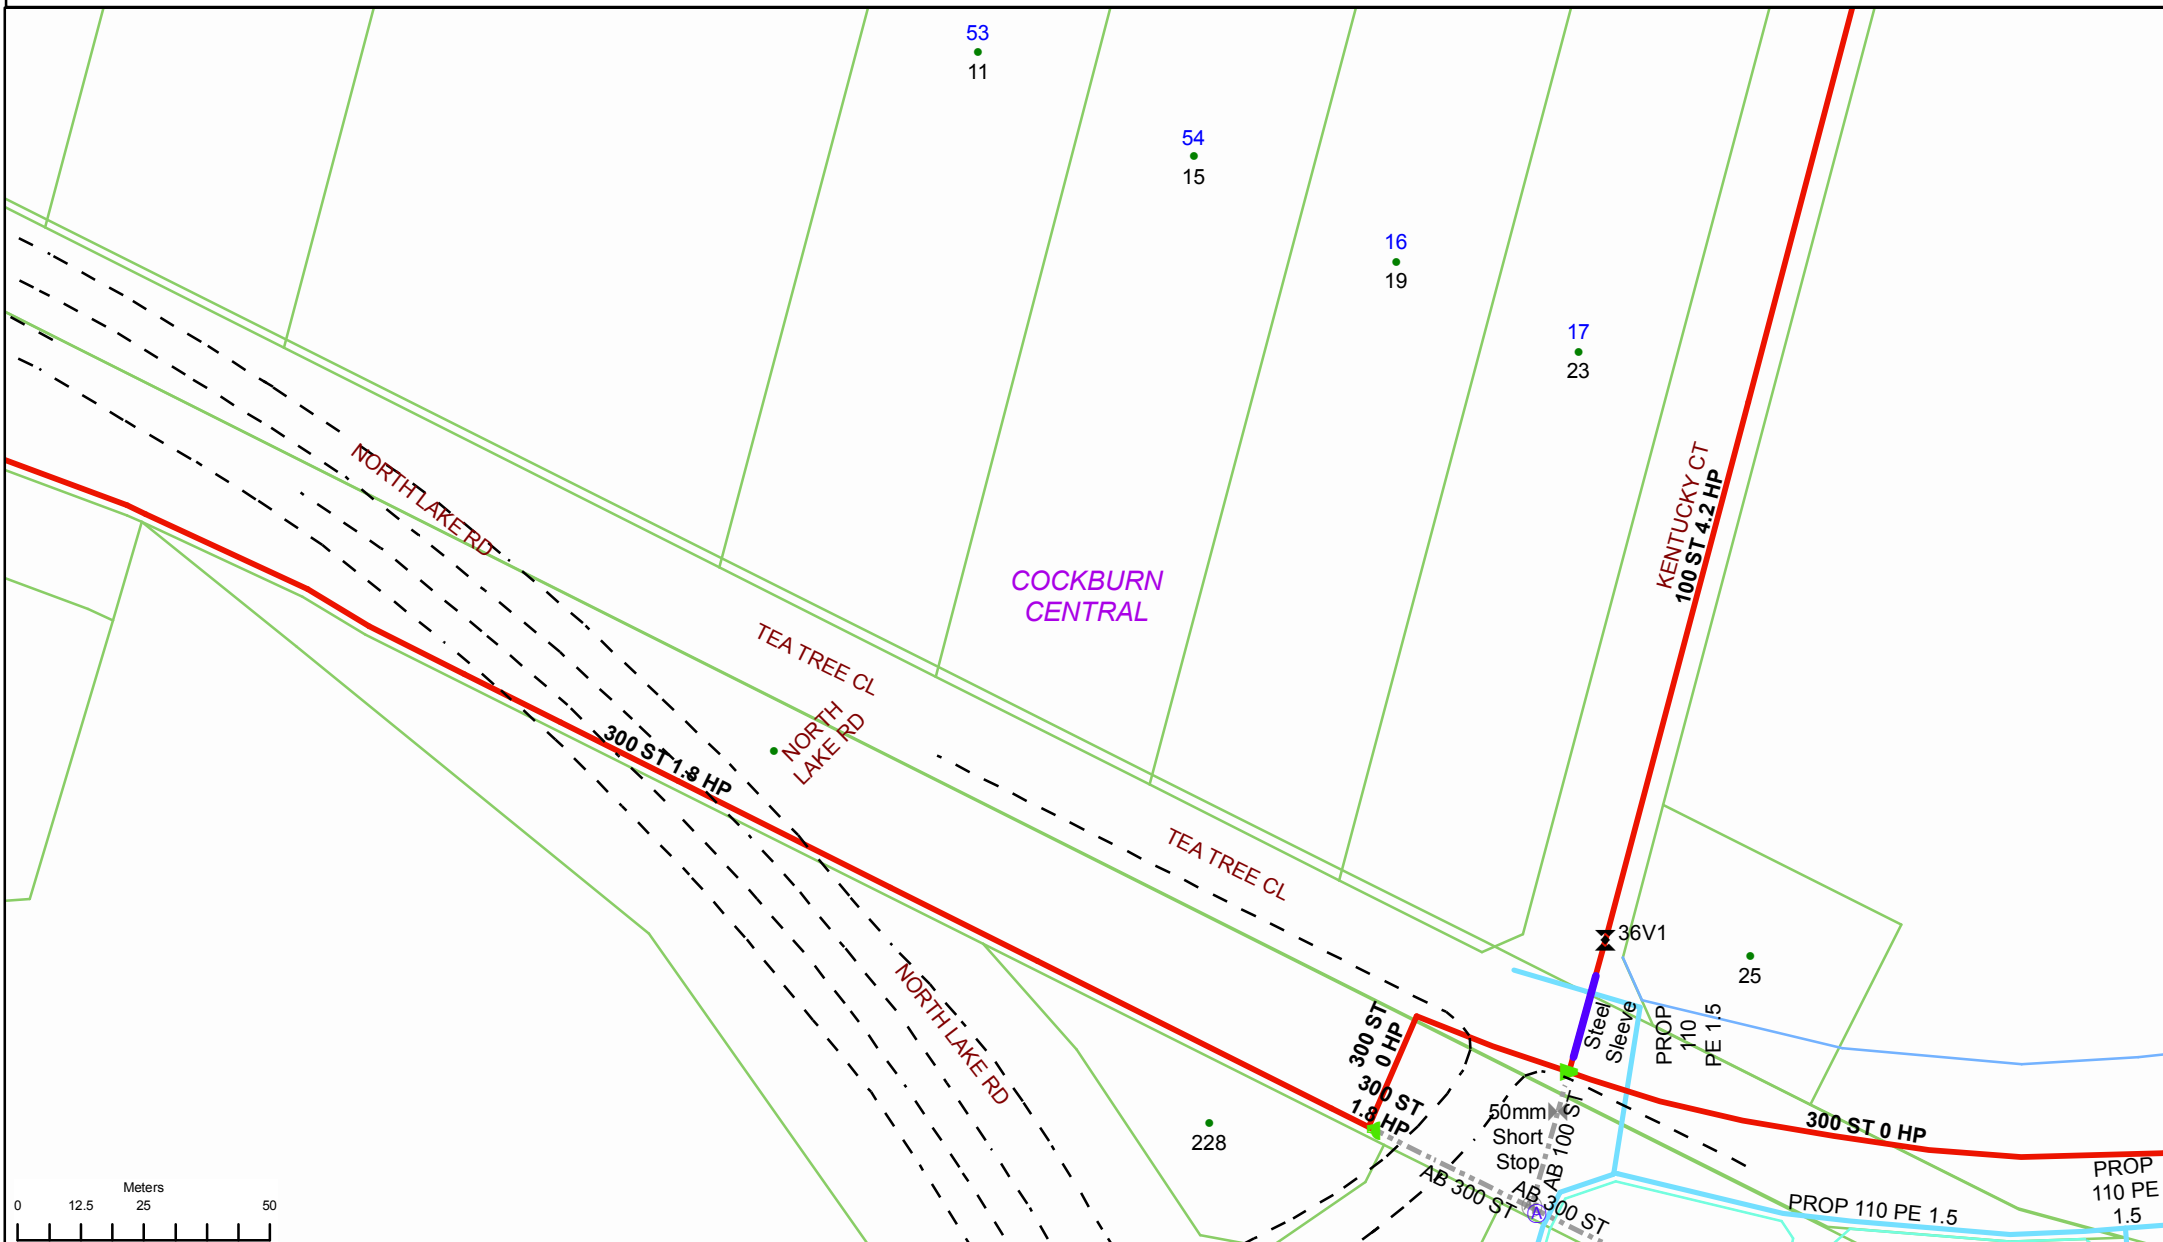 53
11
54
15
16
19
17
23
NORTH LAKE RD
KENTUCKY CT
100 ST 4.2 HP
COCKBURN
CENTRAL
TEA TREE CL
NORTH
LAKE RD
300 ST 1.8 HP
TEA TREE CL
36V1
25
NORTH LAKE RD
Steel
Sleeve
PROP
110
PE 1.5
300 ST
0 HP
300 ST
1.8 HP
228
50mm
Short
Stop
AB 100 ST
300 ST 0 HP
AB 300 ST
AB 300 ST
A
PROP 110 PE 1.5
PROP
110 PE
1.5
Meters
0 12.5 25 50